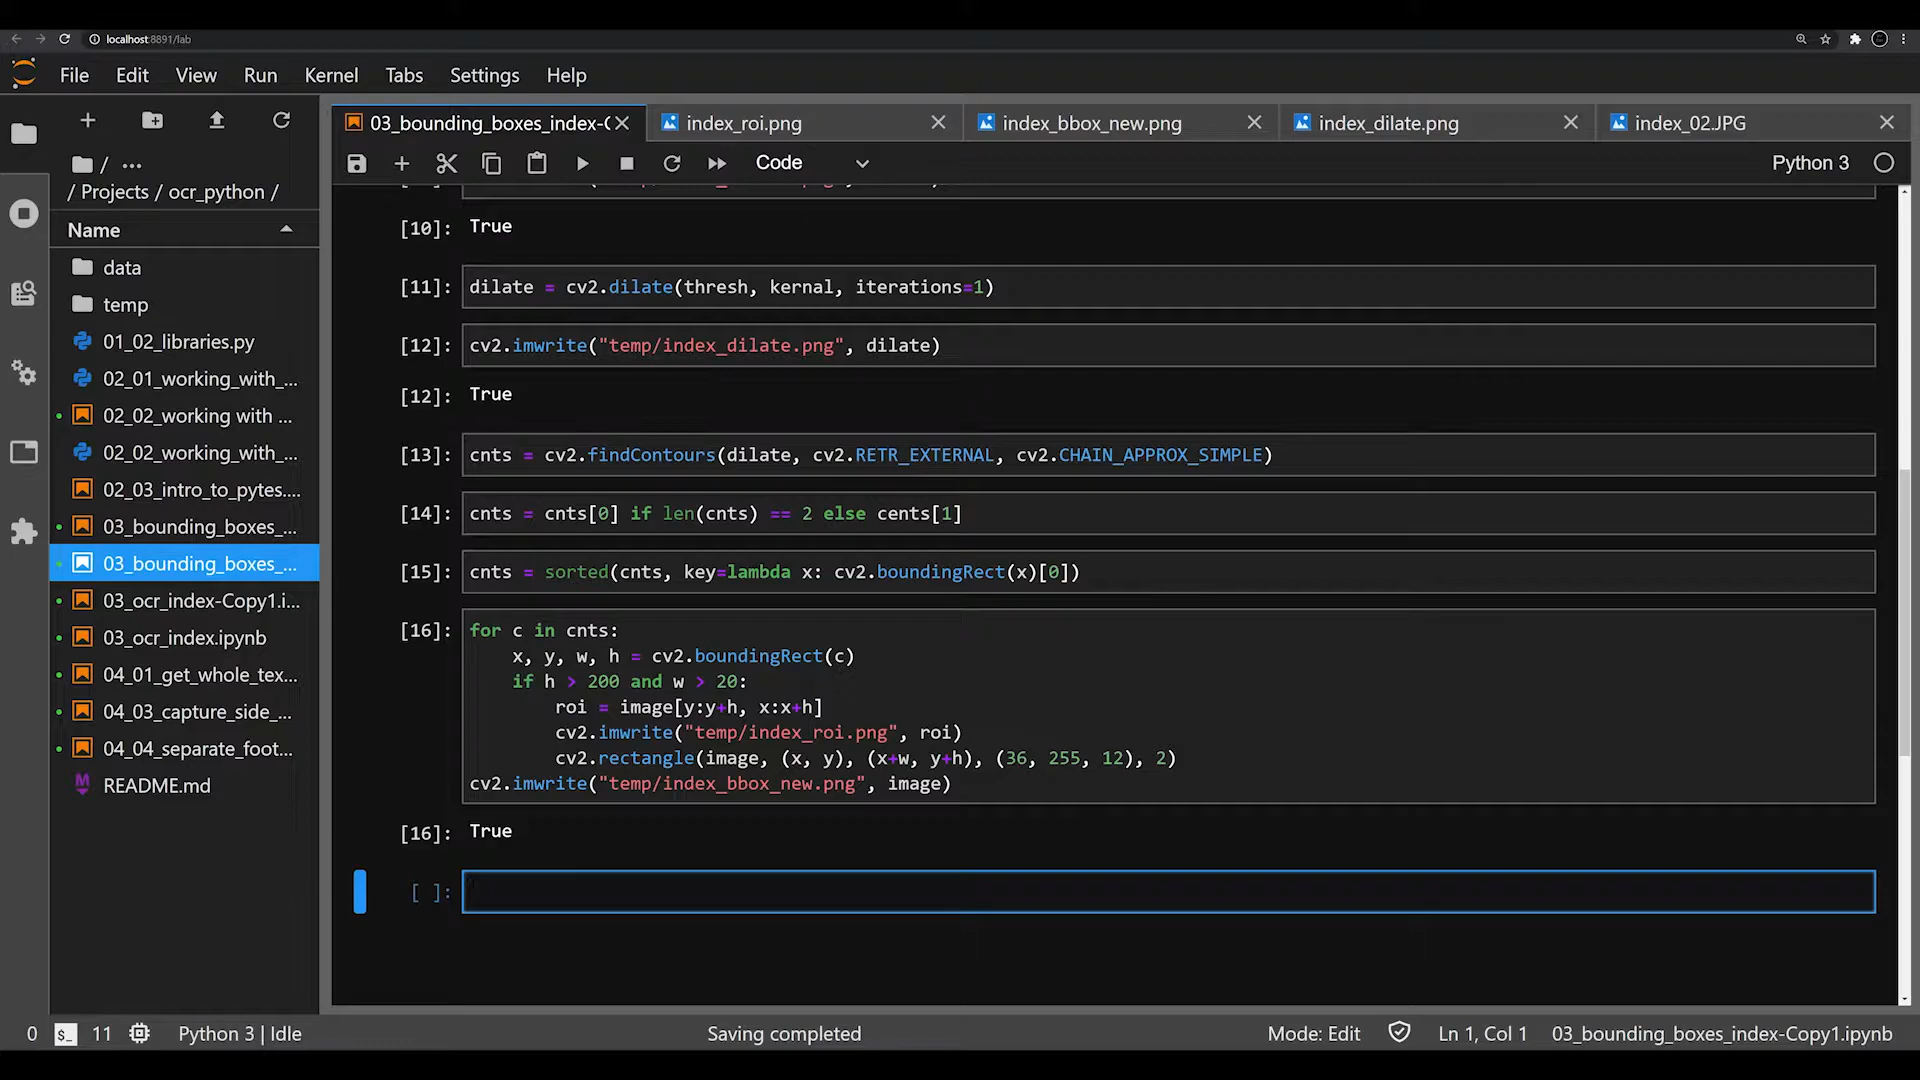 localhost:8891/lab
File Edit View Run Kernel Tabs Settings Help
03_bounding_boxes_index-C index_roi.png index_bbox_new.png index_dilate.png index_02.JPG
Code Python 3
/ ...
/ Projects / ocr_python /
Name
data
temp
01_02_libraries.py
02_01_working_with_...
02_02_working with ...
02_02_working_with_...
02_03_intro_to_pytes....
03_bounding_boxes_...
03_bounding_boxes_...
03_ocr_index-Copy1.i...
03_ocr_index.ipynb
04_01_get_whole_tex...
04_03_capture_side_...
04_04_separate_foot...
README.md
[10]: True
[11]: dilate = cv2.dilate(thresh, kernal, iterations=1)
[12]: cv2.imwrite("temp/index_dilate.png", dilate)
[12]: True
[13]: cnts = cv2.findContours(dilate, cv2.RETR_EXTERNAL, cv2.CHAIN_APPROX_SIMPLE)
[14]: cnts = cnts[0] if len(cnts) == 2 else cents[1]
[15]: cnts = sorted(cnts, key=lambda x: cv2.boundingRect(x)[0])
[16]: for c in cnts:
x, y, w, h = cv2.boundingRect(c)
if h > 200 and w > 20:
roi = image[y:y+h, x:x+h]
cv2.imwrite("temp/index_roi.png", roi)
cv2.rectangle(image, (x, y), (x+w, y+h), (36, 255, 12), 2)
cv2.imwrite("temp/index_bbox_new.png", image)
[16]: True
[ ]:
0 $_ 11 Python 3 | Idle Saving completed Mode: Edit Ln 1, Col 1 03_bounding_boxes_index-Copy1.ipynb